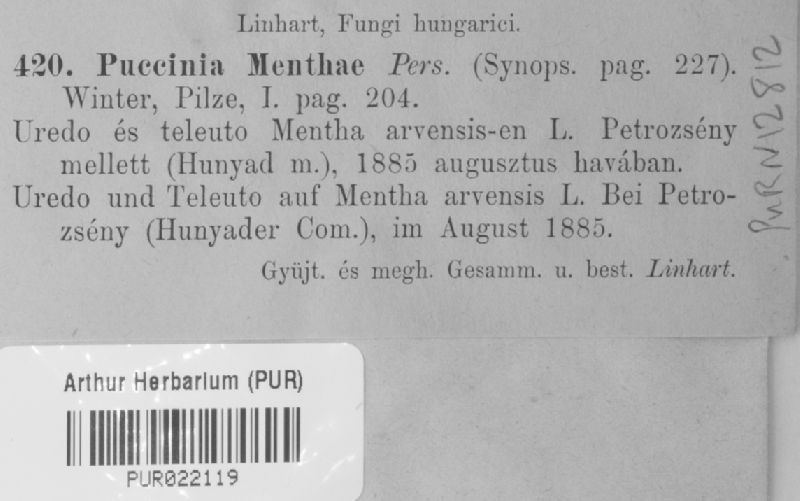 Linhart, Fungi hungarici.
420. Puccinia Menthae Pers. (Synops. pag. 227).
Winter, Pilze, I. pag. 204.
Uredo és teleuto Mentha arvensis-en L. Petrozsény
mellett (Hunyad m.), 1885 augusztus havában.
Uredo und Teleuto auf Mentha arvensis L. Bei Petro-
zsény (Hunyader Com.), im August 1885.
Gyüjt. és megh. Gesamm. u. best. Linhart.
PURN12812
Arthur Herbarium (PUR)
PUR022119